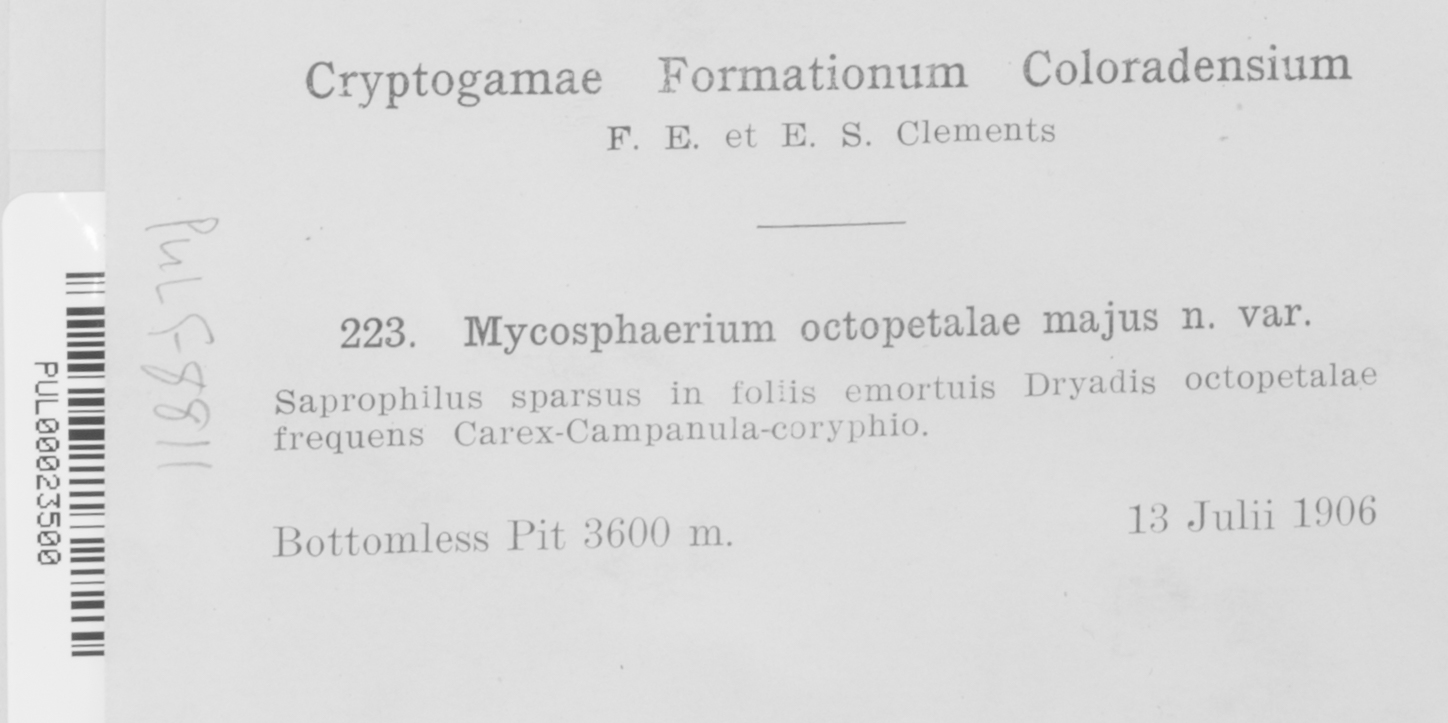 Cryptogamae Formationum Coloradensium
F. E. et E. S. Clements
223. Mycosphaerium octopetalae majus n. var.
Saprophilus sparsus in foliis emortuis Dryadis octopetalae
frequens Carex-Campanula-coryphio.
Bottomless Pit 3600 m. 13 Julii 1906
PUL F8811
PUL00023500